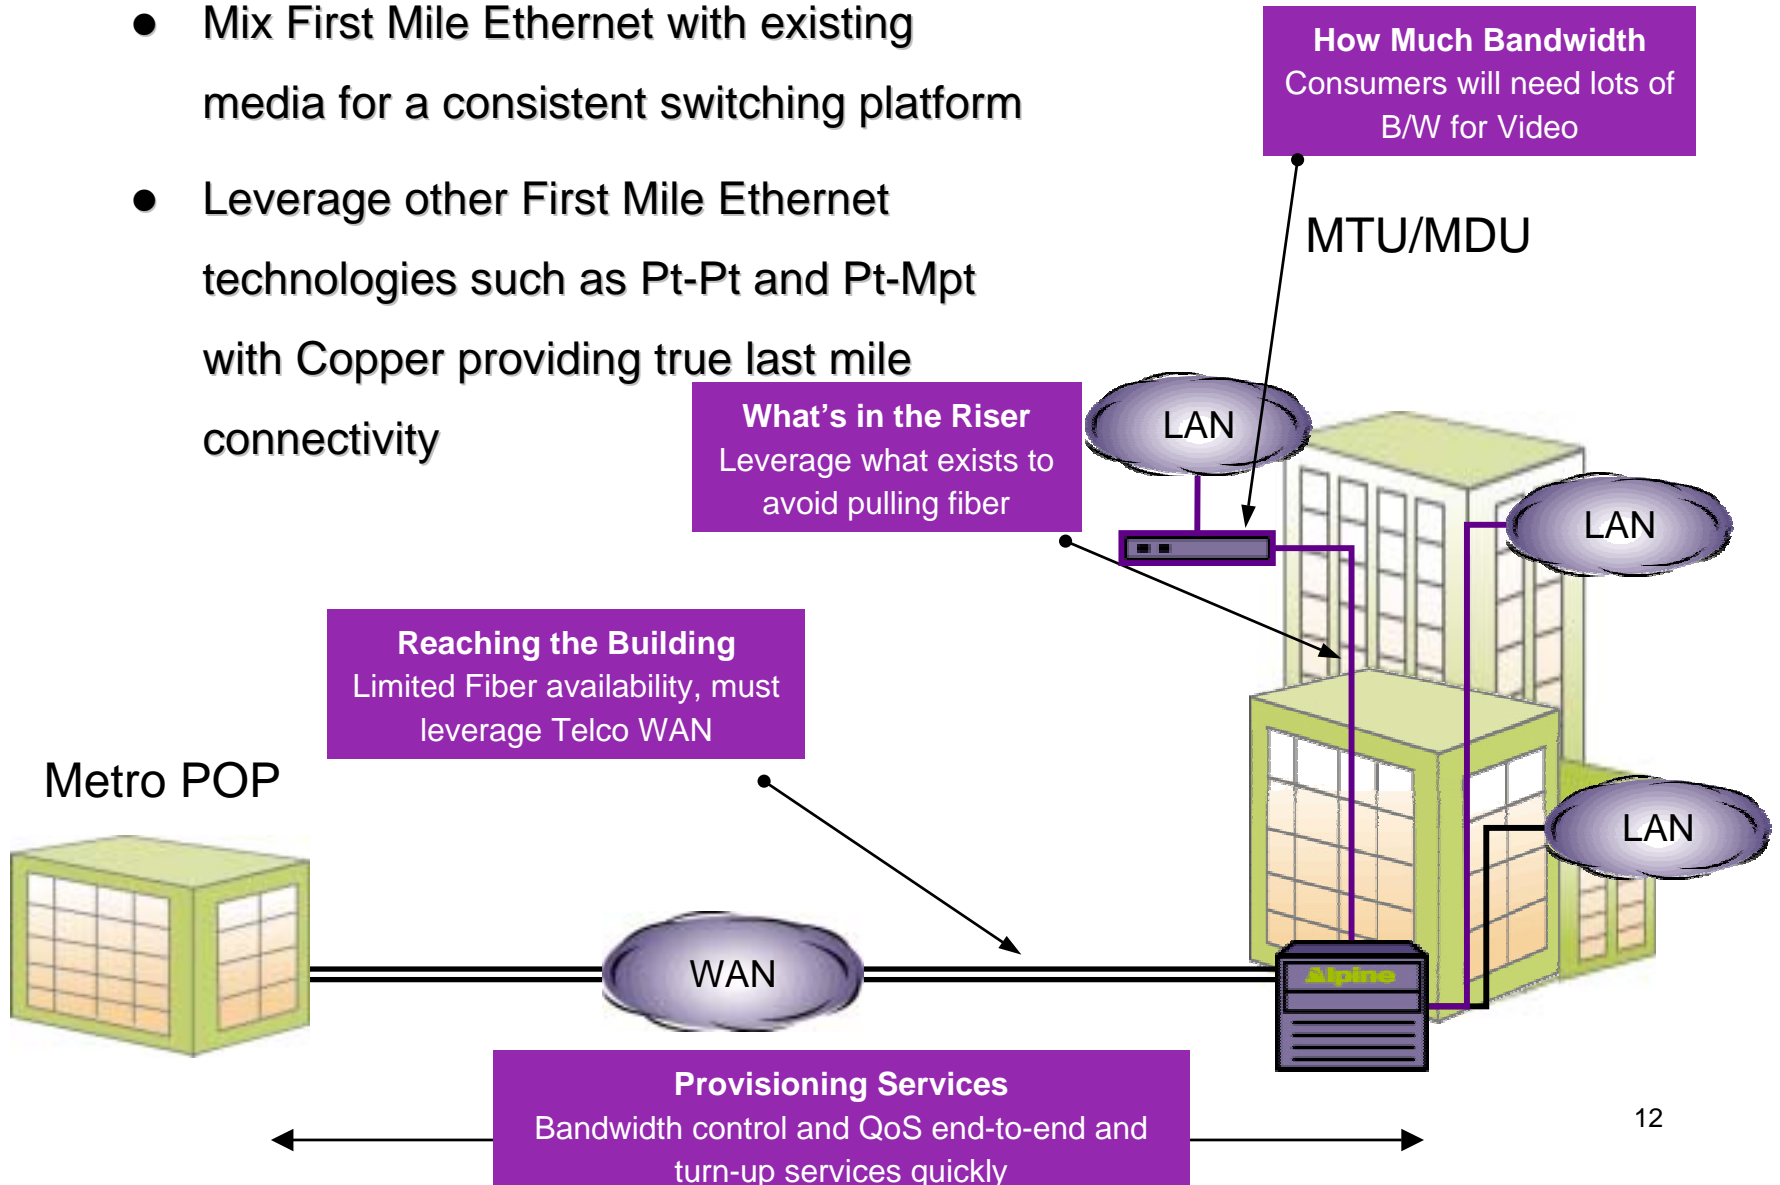 ● Mix First Mile Ethernet with existing
media for a consistent switching platform
● Leverage other First Mile Ethernet
technologies such as Pt-Pt and Pt-Mpt
with Copper providing true last mile
connectivity
How Much Bandwidth
Consumers will need lots of
B/W for Video
MTU/MDU
What’s in the Riser
Leverage what exists to
avoid pulling fiber
LAN
LAN
Reaching the Building
Limited Fiber availability, must
leverage Telco WAN
Metro POP
LAN
WAN
Alpine
Provisioning Services
Bandwidth control and QoS end-to-end and
turn-up services quickly
12